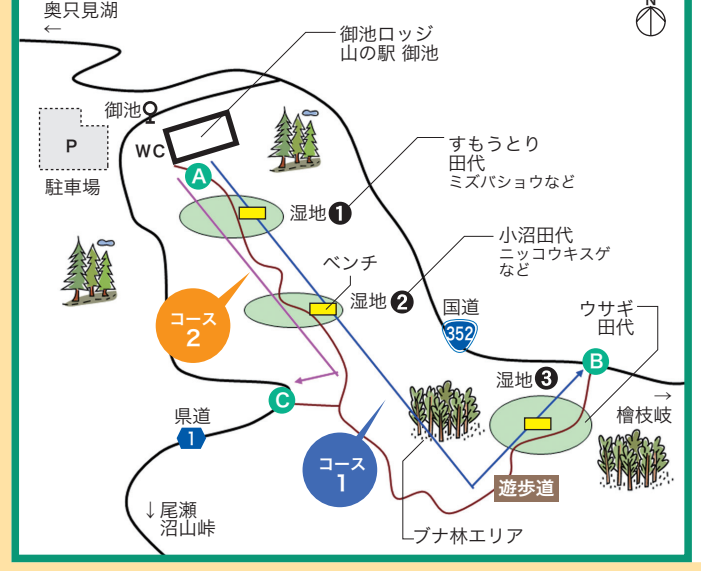 奥只見湖
←
N
御池ロッジ
山の駅 御池
御池
P
WC
駐車場
A
すもうとり
田代
ミズバショウなど
湿地❶
小沼田代
ニッコウキスゲ
など
ベンチ
湿地❷
国道
352
ウサギ
田代
コース
2
B
湿地❸
→
檜枝岐
C
県道
1
コース
1
遊歩道
↓尾瀬
沼山峠
ブナ林エリア